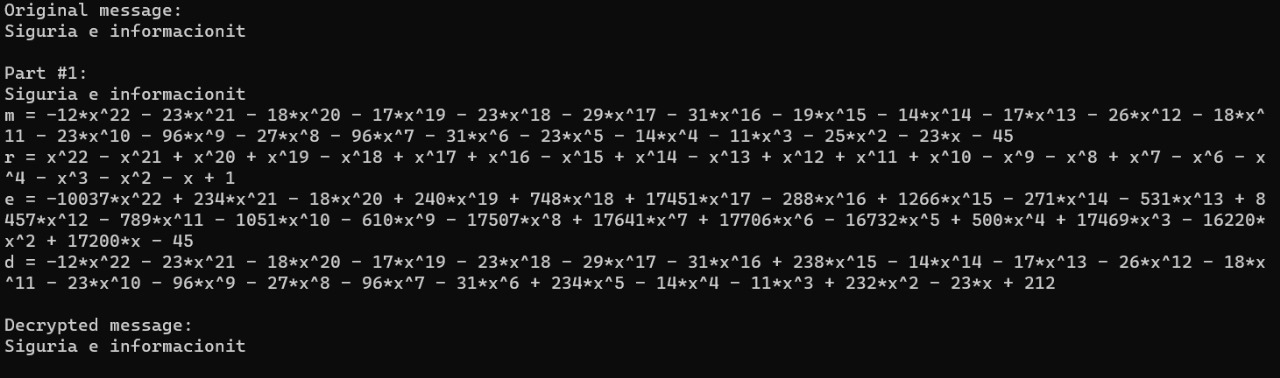 Original message:
Siguria e informacionit
Part #1:
Siguria e informacionit
m = -12*x^22 - 23*x^21 - 18*x^20 - 17*x^19 - 23*x^18 - 29*x^17 - 31*x^16 - 19*x^15 - 14*x^14 - 17*x^13 - 26*x^12 - 18*x^
11 - 23*x^10 - 96*x^9 - 27*x^8 - 96*x^7 - 31*x^6 - 23*x^5 - 14*x^4 - 11*x^3 - 25*x^2 - 23*x - 45
r = x^22 - x^21 + x^20 + x^19 - x^18 + x^17 + x^16 - x^15 + x^14 - x^13 + x^12 + x^11 + x^10 - x^9 - x^8 + x^7 - x^6 - x
^4 - x^3 - x^2 - x + 1
e = -10037*x^22 + 234*x^21 - 18*x^20 + 240*x^19 + 748*x^18 + 17451*x^17 - 288*x^16 + 1266*x^15 - 271*x^14 - 531*x^13 + 8
457*x^12 - 789*x^11 - 1051*x^10 - 610*x^9 - 17507*x^8 + 17641*x^7 + 17706*x^6 - 16732*x^5 + 500*x^4 + 17469*x^3 - 16220*
x^2 + 17200*x - 45
d = -12*x^22 - 23*x^21 - 18*x^20 - 17*x^19 - 23*x^18 - 29*x^17 - 31*x^16 + 238*x^15 - 14*x^14 - 17*x^13 - 26*x^12 - 18*x
^11 - 23*x^10 - 96*x^9 - 27*x^8 - 96*x^7 - 31*x^6 + 234*x^5 - 14*x^4 - 11*x^3 + 232*x^2 - 23*x + 212
Decrypted message:
Siguria e informacionit